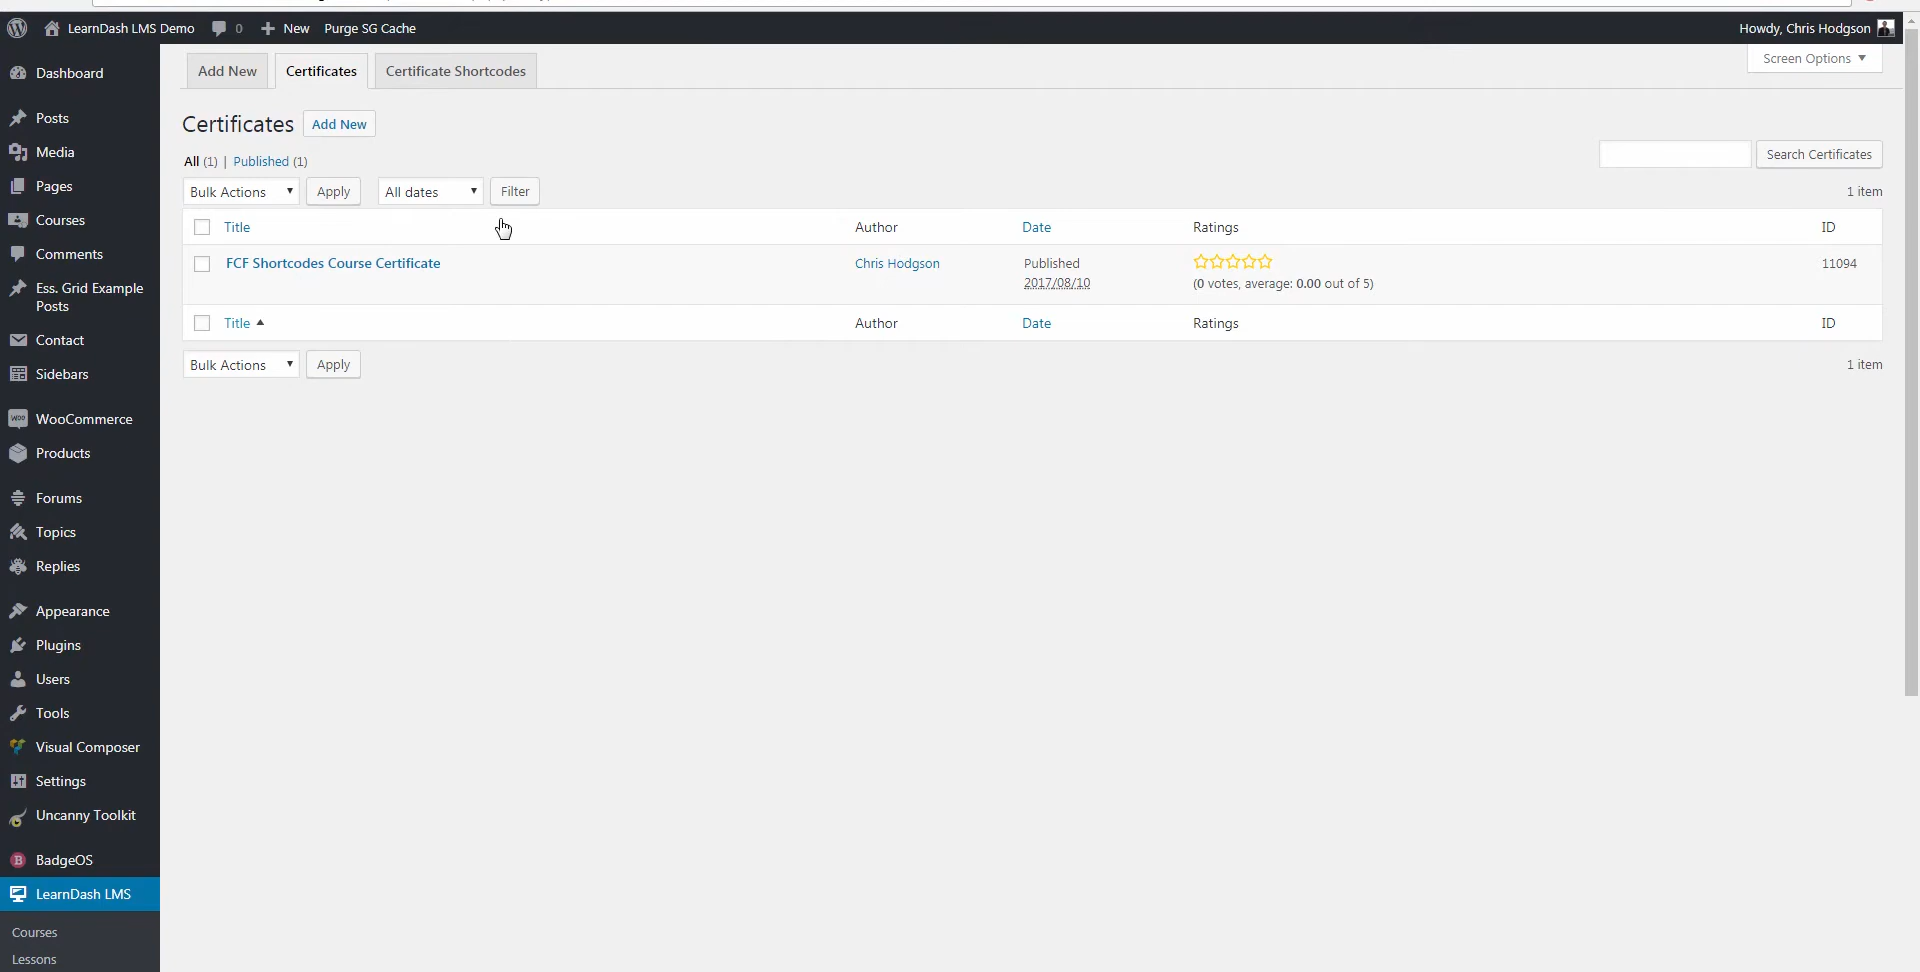 LearnDash LMS Demo 0 New Purge SG Cache Howdy, Chris Hodgson
Dashboard
Posts
Media
Pages
Courses
Comments
Ess. Grid Example
Posts
Contact
Sidebars
WooCommerce
Products
Forums
Topics
Replies
Appearance
Plugins
Users
Tools
Visual Composer
Settings
Uncanny Toolkit
BadgeOS
LearnDash LMS
Courses
Lessons
Add New Certificates Certificate Shortcodes
Screen Options
Certificates Add New
All (1) | Published (1)
Search Certificates
Bulk Actions Apply All dates Filter 1 item
Title Author Date Ratings ID
FCF Shortcodes Course Certificate Chris Hodgson Published 11094
2017/08/10 (0 votes, average: 0.00 out of 5)
Title Author Date Ratings ID
Bulk Actions Apply 1 item